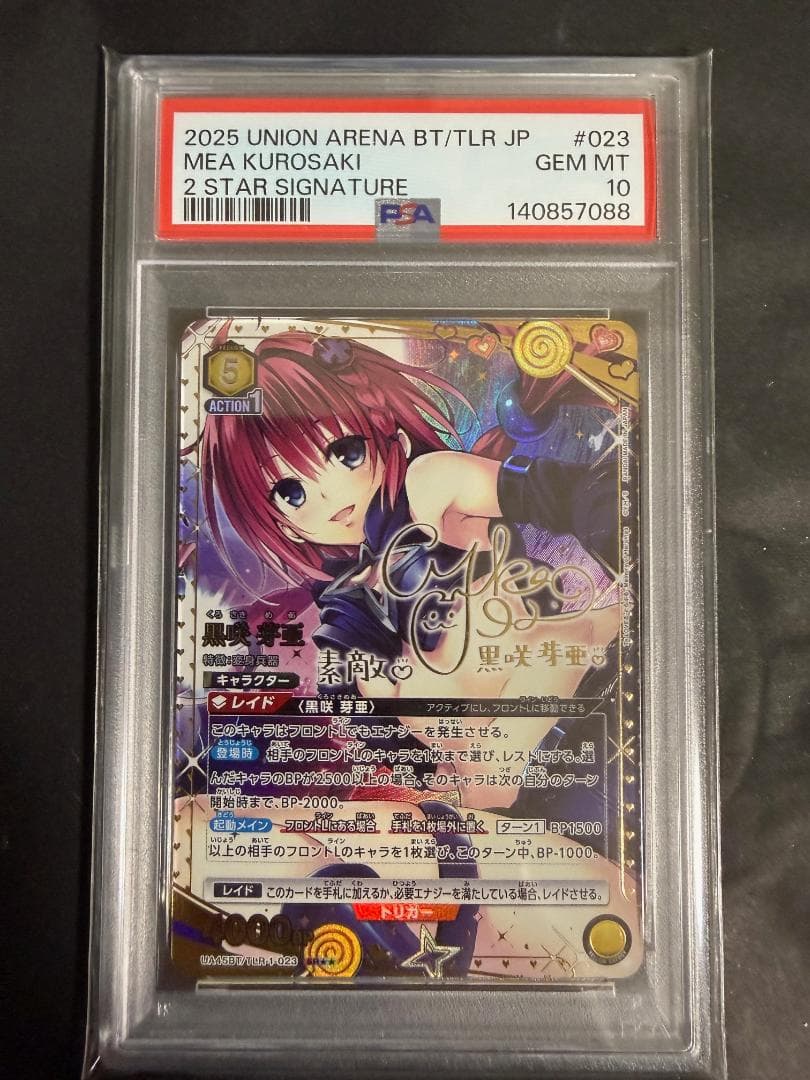 2025 UNION ARENA BT/TLR JP #023
MEA KUROSAKI GEM MT
2 STAR SIGNATURE 10
PSA 140857088
5
ACTION 1
くろ さき め あ
黒咲 芽亜
特徴:変身兵器
キャラクター
素敵♡
黒咲 芽亜♡
レイド 〈黒咲 芽亜〉 アクティブにし、フロントLに移動できる
このキャラはフロントLでもエナジーを発生させる。
登場時 相手のフロントLのキャラを1枚まで選び、レストにする。選
んだキャラのBPが2500以上の場合、そのキャラは次の自分のターン
開始時まで、BP-2000。
起動メイン フロントLにある場合 手札を1枚場外に置く ターン1 BP1500
以上の相手のフロントLのキャラを1枚選び、このターン中、BP-1000。
レイド このカードを手札に加えるか、必要エナジーを満たしている場合、レイドさせる。
トリガー
UA45BT/TLR-1-023 SR★★